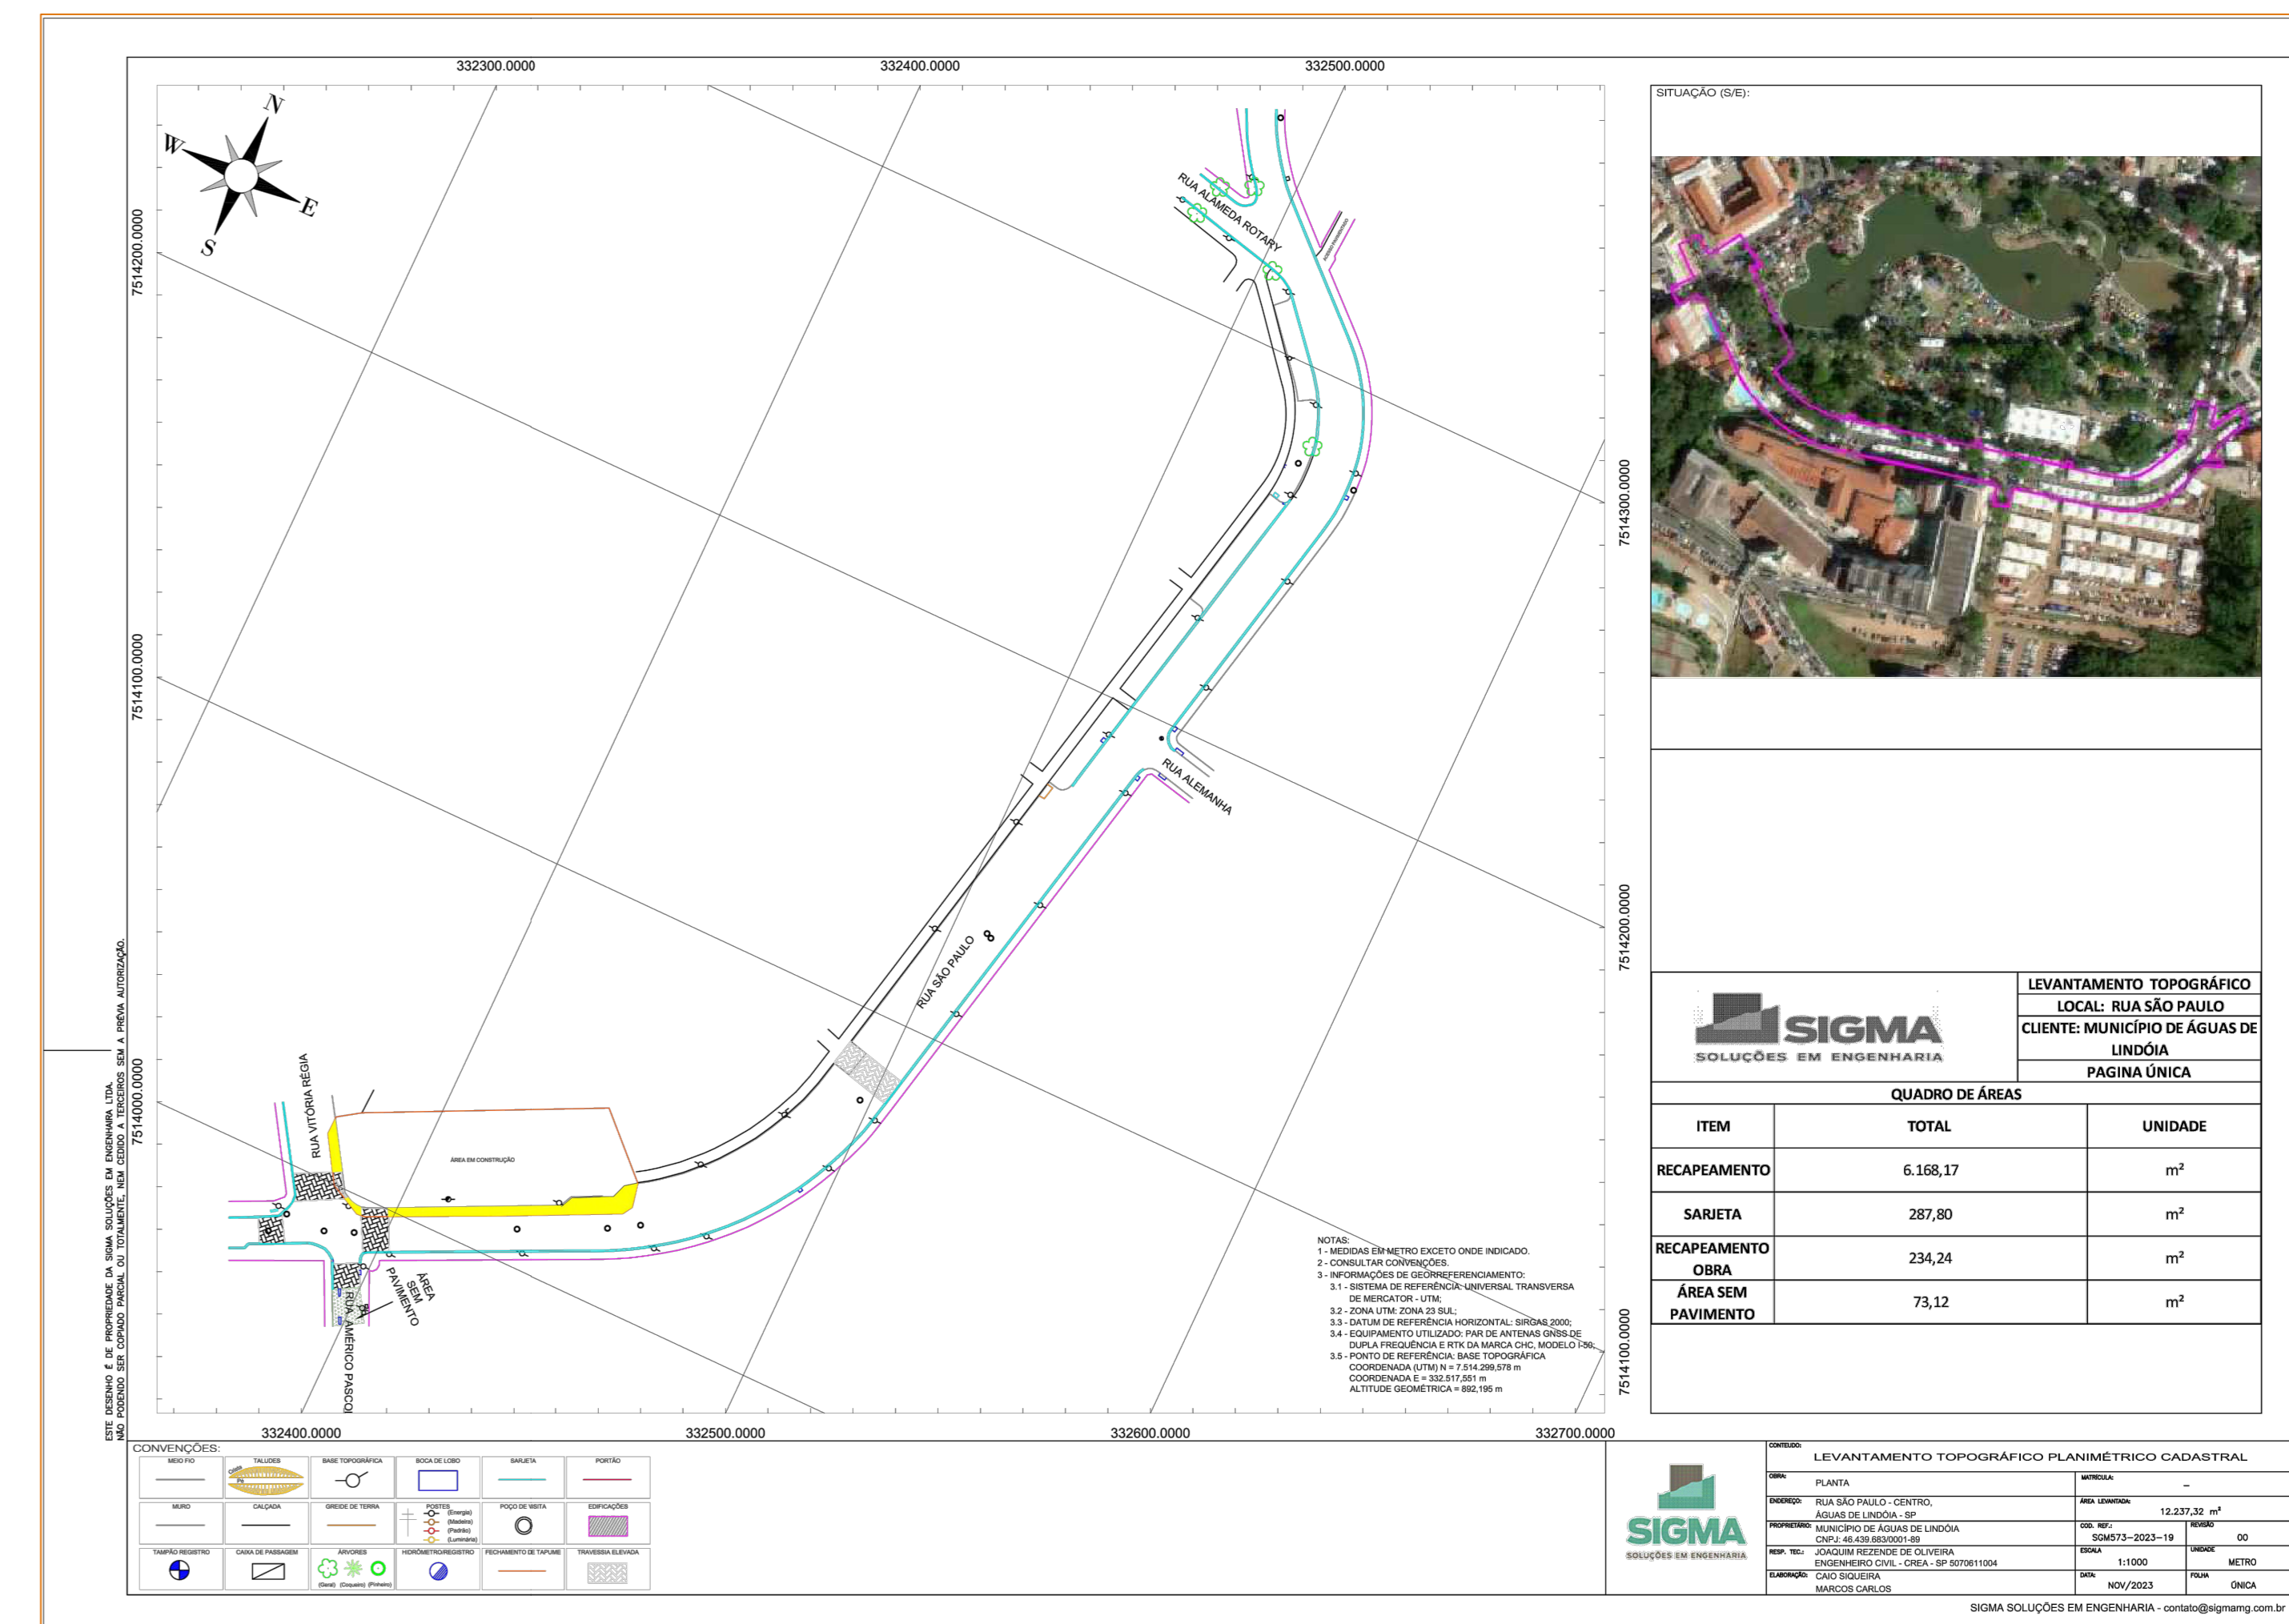 332300.0000
332400.0000
332500.0000
N
W
E
S
7514200.0000
7514100.0000
7514000.0000
7514300.0000
7514200.0000
7514100.0000
332400.0000
332500.0000
332600.0000
332700.0000
RUA ALAMEDA ROTARY
ACESSO PAVIMENTADO
RUA ALEMANHA
RUA SÃO PAULO
RUA VITÓRIA RÉGIA
ÁREA EM CONSTRUÇÃO
ÁREA
SEM
PAVIMENTO
RUA AMÉRICO PASCOI
ESTE DESENHO É DE PROPRIEDADE DA SIGMA SOLUÇÕES EM ENGENHAIRA LTDA.
NÃO PODENDO SER COPIADO PARCIAL OU TOTALMENTE, NEM CEDIDO A TERCEIROS SEM A PRÉVIA AUTORIZAÇÃO.
NOTAS:
1 - MEDIDAS EM METRO EXCETO ONDE INDICADO.
2 - CONSULTAR CONVENÇÕES.
3 - INFORMAÇÕES DE GEORREFERENCIAMENTO:
3.1 - SISTEMA DE REFERÊNCIA: UNIVERSAL TRANSVERSA
DE MERCATOR - UTM;
3.2 - ZONA UTM: ZONA 23 SUL;
3.3 - DATUM DE REFERÊNCIA HORIZONTAL: SIRGAS 2000;
3.4 - EQUIPAMENTO UTILIZADO: PAR DE ANTENAS GNSS DE
DUPLA FREQUÊNCIA E RTK DA MARCA CHC, MODELO I-50;
3.5 - PONTO DE REFERÊNCIA: BASE TOPOGRÁFICA
COORDENADA (UTM) N = 7.514.299,578 m
COORDENADA E = 332.517,551 m
ALTITUDE GEOMÉTRICA = 892,195 m
SITUAÇÃO (S/E):
SIGMA
SOLUÇÕES EM ENGENHARIA
LEVANTAMENTO TOPOGRÁFICO
LOCAL: RUA SÃO PAULO
CLIENTE: MUNICÍPIO DE ÁGUAS DE
LINDÓIA
PAGINA ÚNICA
QUADRO DE ÁREAS
ITEM TOTAL UNIDADE
RECAPEAMENTO 6.168,17 m²
SARJETA 287,80 m²
RECAPEAMENTO
OBRA 234,24 m²
ÁREA SEM
PAVIMENTO 73,12 m²
CONVENÇÕES:
MEIO FIO TALUDES BASE TOPOGRÁFICA BOCA DE LOBO SARJETA PORTÃO
Crista
Pé
MURO CALÇADA GREIDE DE TERRA POSTES POÇO DE VISITA EDIFICAÇÕES
(Energia)
(Madeira)
(Padrão)
(Luminária)
TAMPÃO REGISTRO CAIXA DE PASSAGEM ÁRVORES HIDRÔMETRO/REGISTRO FECHAMENTO DE TAPUME TRAVESSIA ELEVADA
(Geral) (Coqueiro) (Pinheiro)
SIGMA
SOLUÇÕES EM ENGENHARIA
CONTEÚDO:
LEVANTAMENTO TOPOGRÁFICO PLANIMÉTRICO CADASTRAL
OBRA: PLANTA MATRÍCULA: –
ENDEREÇO: RUA SÃO PAULO - CENTRO,
ÁGUAS DE LINDÓIA - SP
ÁREA LEVANTADA: 12.237,32 m²
PROPRIETÁRIO: MUNICÍPIO DE ÁGUAS DE LINDÓIA
CNPJ: 46.439.683/0001-89
COD. REF.: SGM573-2023-19 REVISÃO 00
RESP. TEC.: JOAQUIM REZENDE DE OLIVEIRA
ENGENHEIRO CIVIL - CREA - SP 5070611004
ESCALA 1:1000 UNIDADE METRO
ELABORAÇÃO: CAIO SIQUEIRA
MARCOS CARLOS
DATA: NOV/2023 FOLHA ÚNICA
SIGMA SOLUÇÕES EM ENGENHARIA - contato@sigmamg.com.br